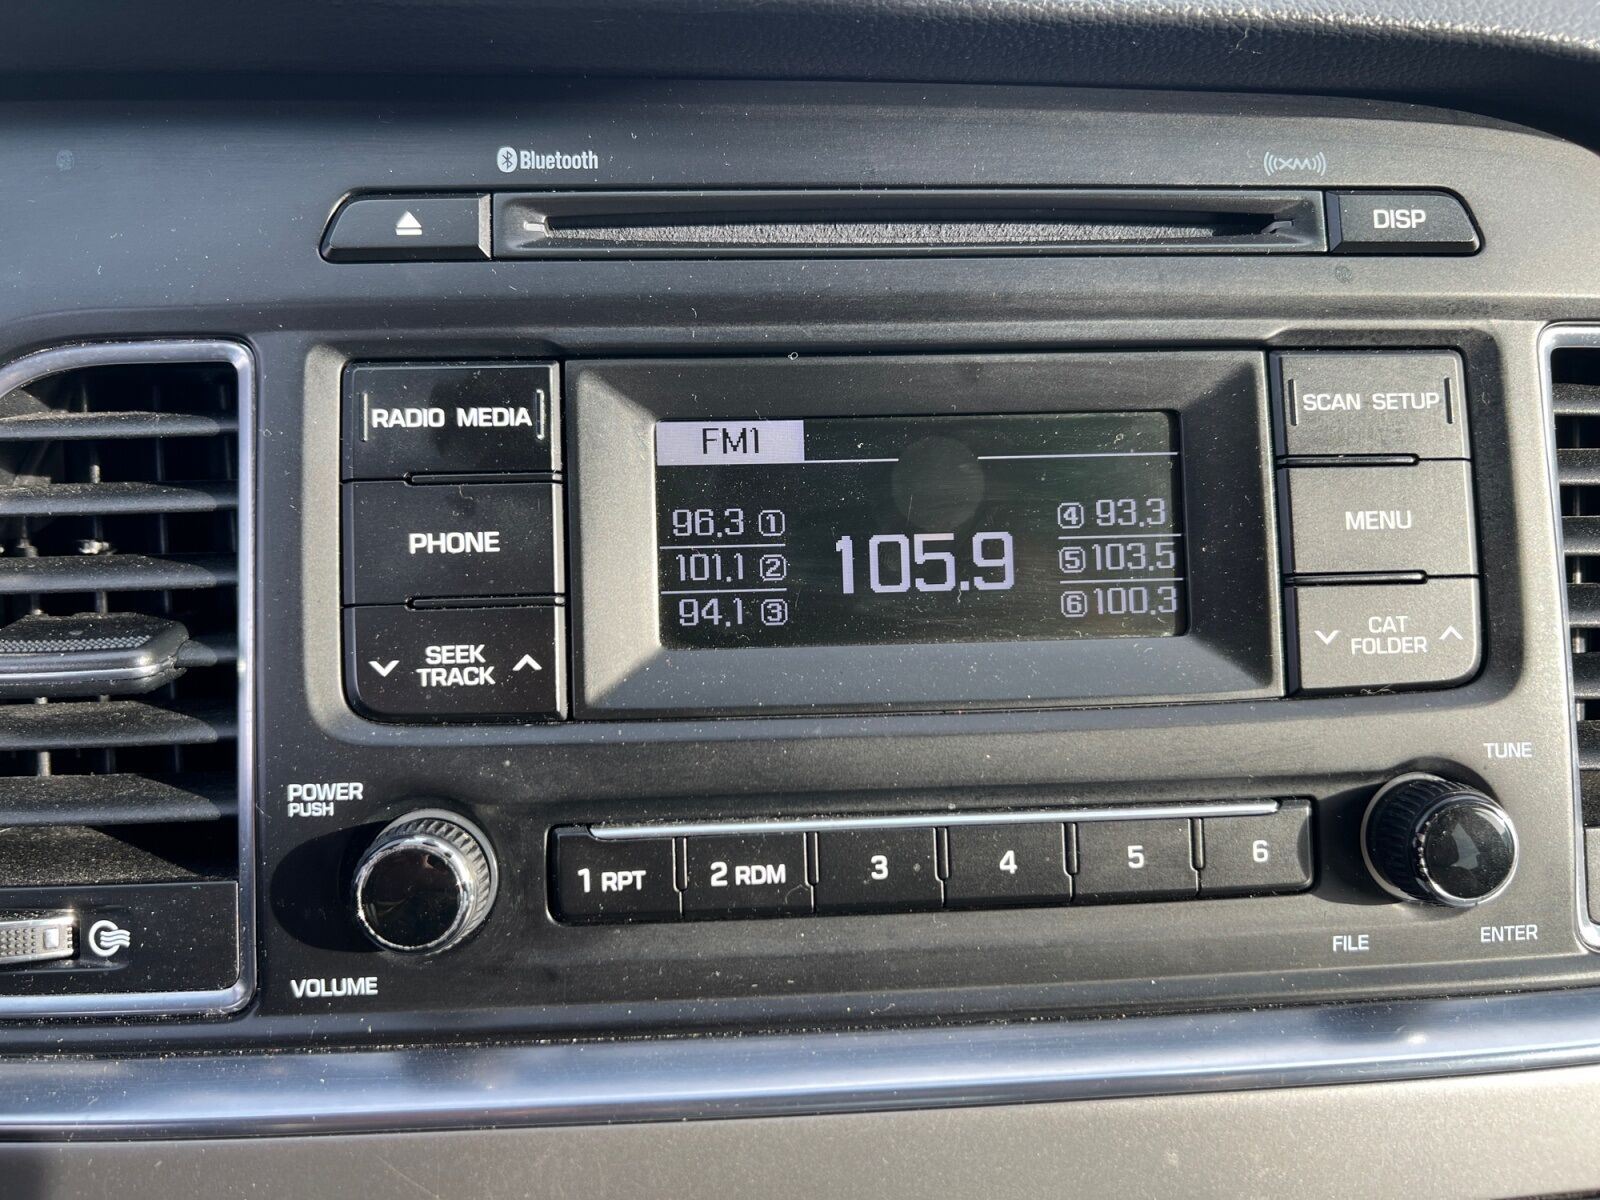 Bluetooth
((XM))
DISP
RADIO MEDIA
SCAN SETUP
FM1
96.3 1
4 93.3
PHONE
MENU
101.1 2
105.9
5 103.5
94.1 3
6 100.3
SEEK
TRACK
CAT
FOLDER
TUNE
POWER
PUSH
1 RPT
2 RDM
3
4
5
6
VOLUME
FILE
ENTER